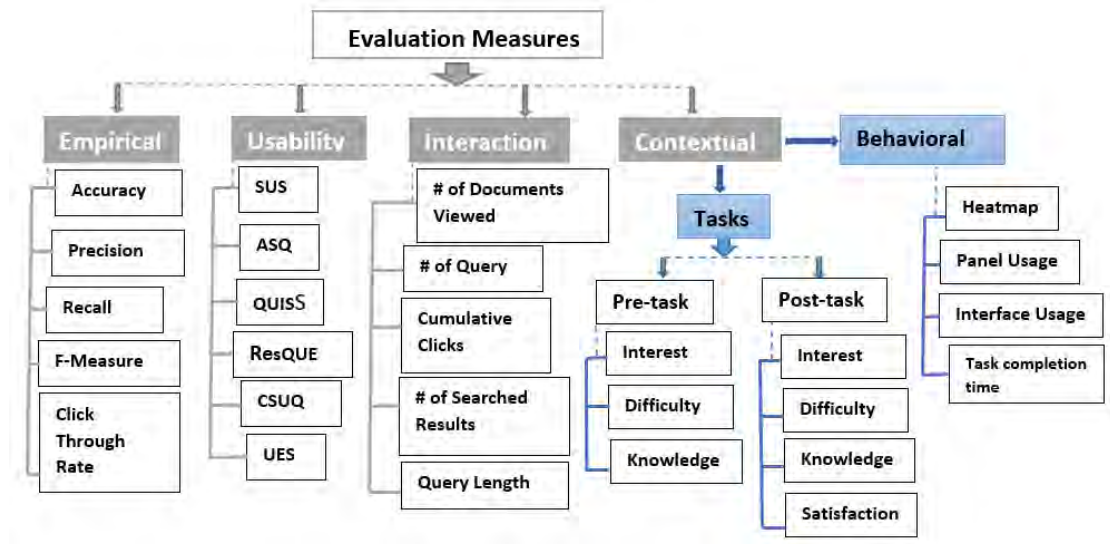 Evaluation Measures
Empirical
Accuracy
Precision
Recall
F-Measure
Click
Through
Rate
Usability
SUS
ASQ
QUISS
ResQUE
CSUQ
UES
Interaction
# of Documents
Viewed
# of Query
Cumulative
Clicks
# of Searched
Results
Query Length
Contextual
Tasks
Pre-task
Interest
Difficulty
Knowledge
Post-task
Interest
Difficulty
Knowledge
Satisfaction
Behavioral
Heatmap
Panel Usage
Interface Usage
Task completion
time